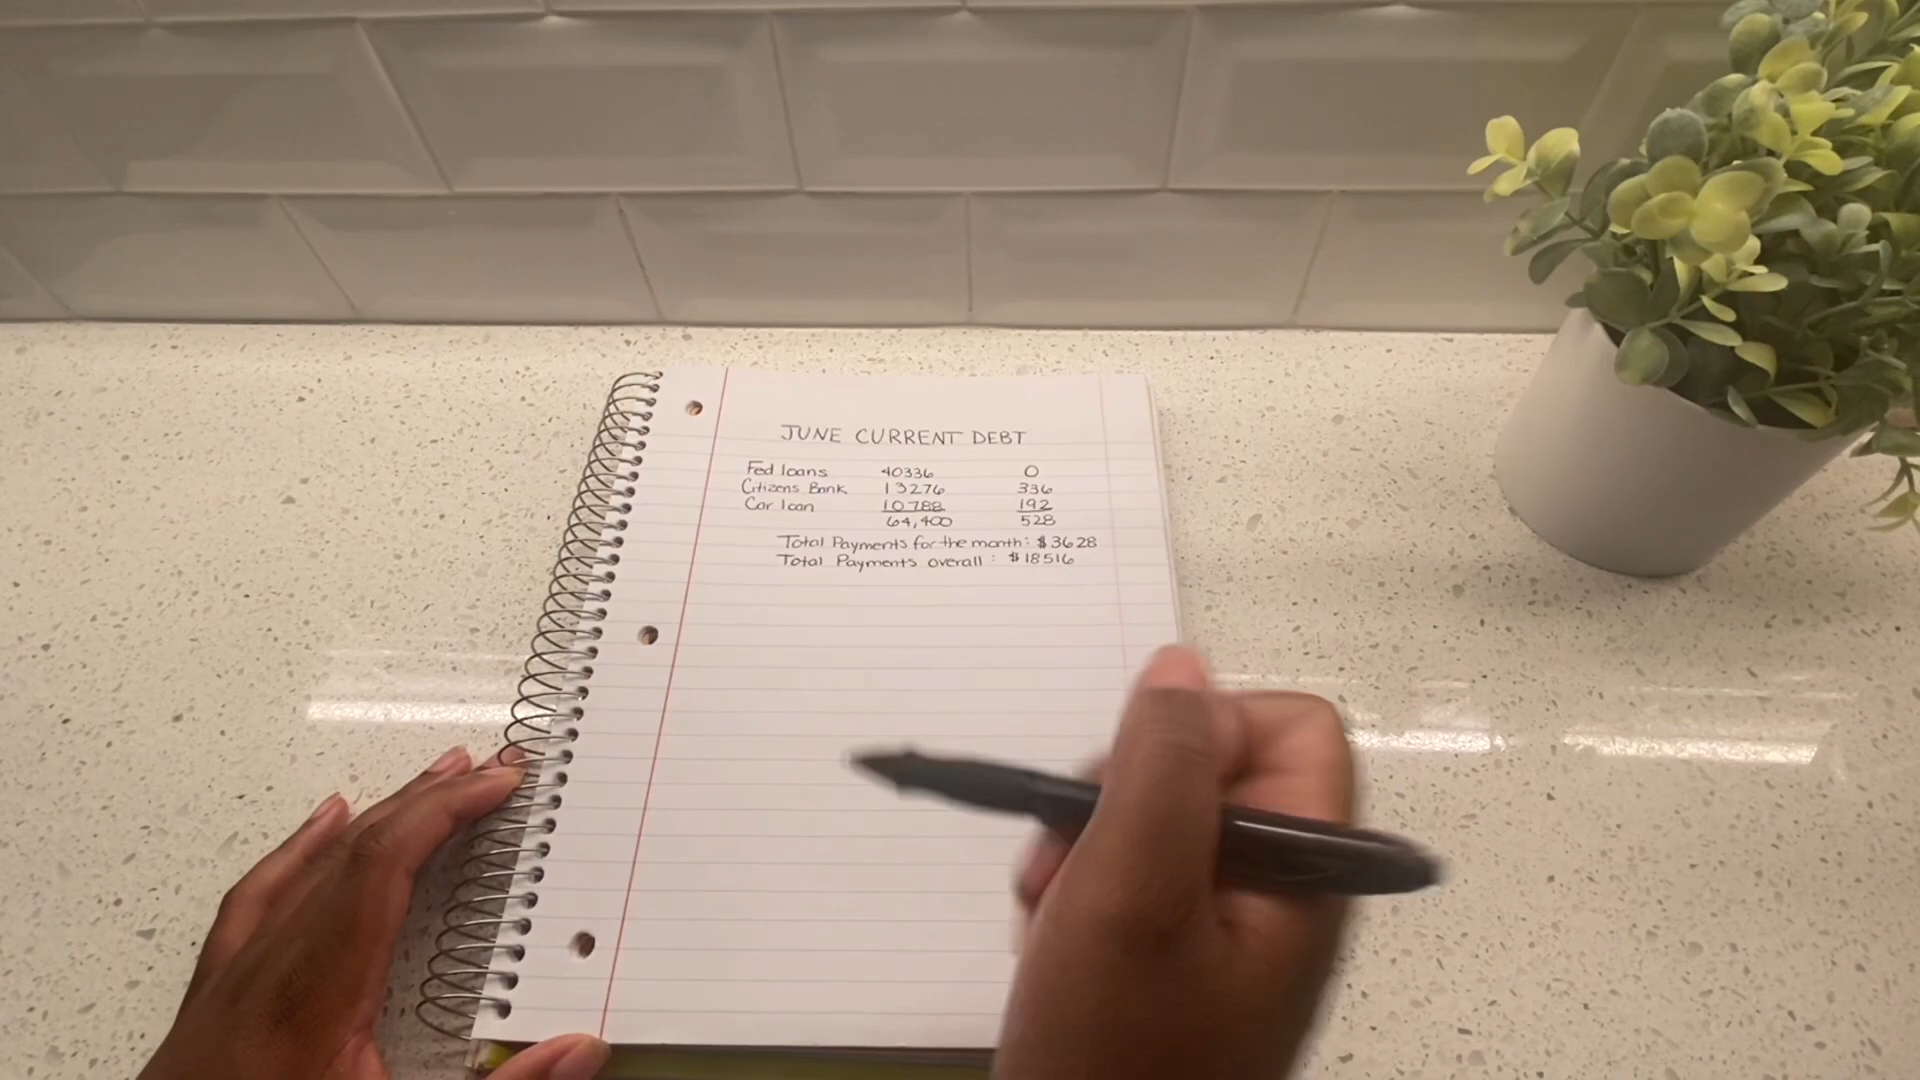 JUNE CURRENT DEBT
Fed loans 40336 0
Citizens Bank 13276 336
Car loan 10788 192
64,400 528
Total Payments for the month: $3628
Total Payments overall: $18516